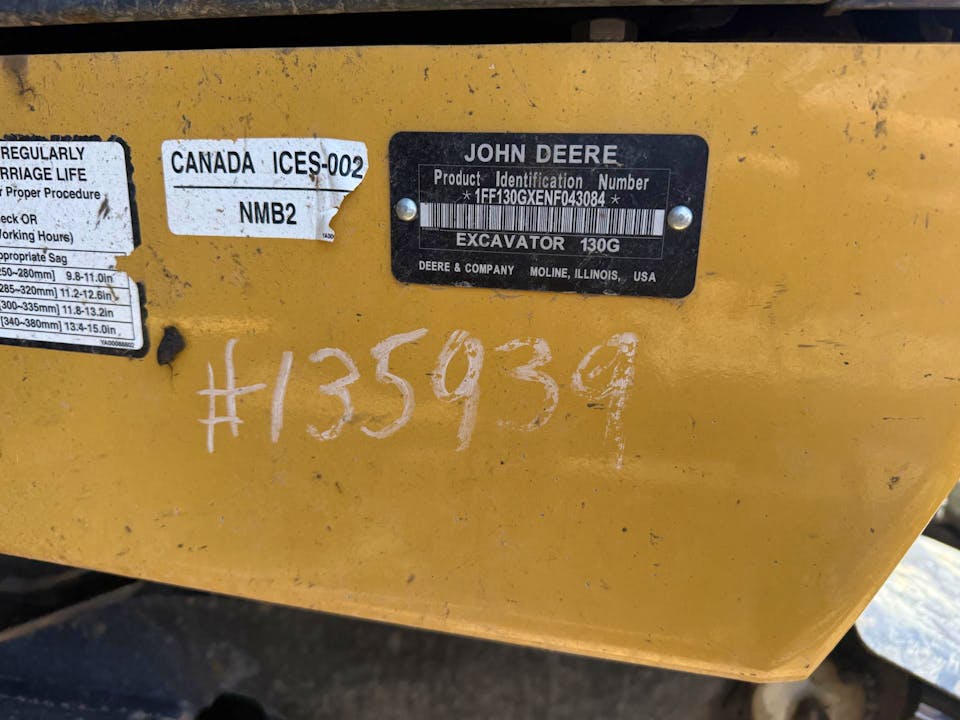 REGULARLY
RRIAGE LIFE
r Proper Procedure
eck OR
Working Hours)
ppropriate Sag
250~280mm] 9.8-11.0in
285~320mm] 11.2-12.6in
[300~335mm] 11.8-13.2in
[340~380mm] 13.4-15.0in
YA00088602
CANADA ICES-002
NMB2
JOHN DEERE
Product Identification Number
*1FF130GXENF043084*
EXCAVATOR 130G
DEERE & COMPANY MOLINE, ILLINOIS, USA
#135939